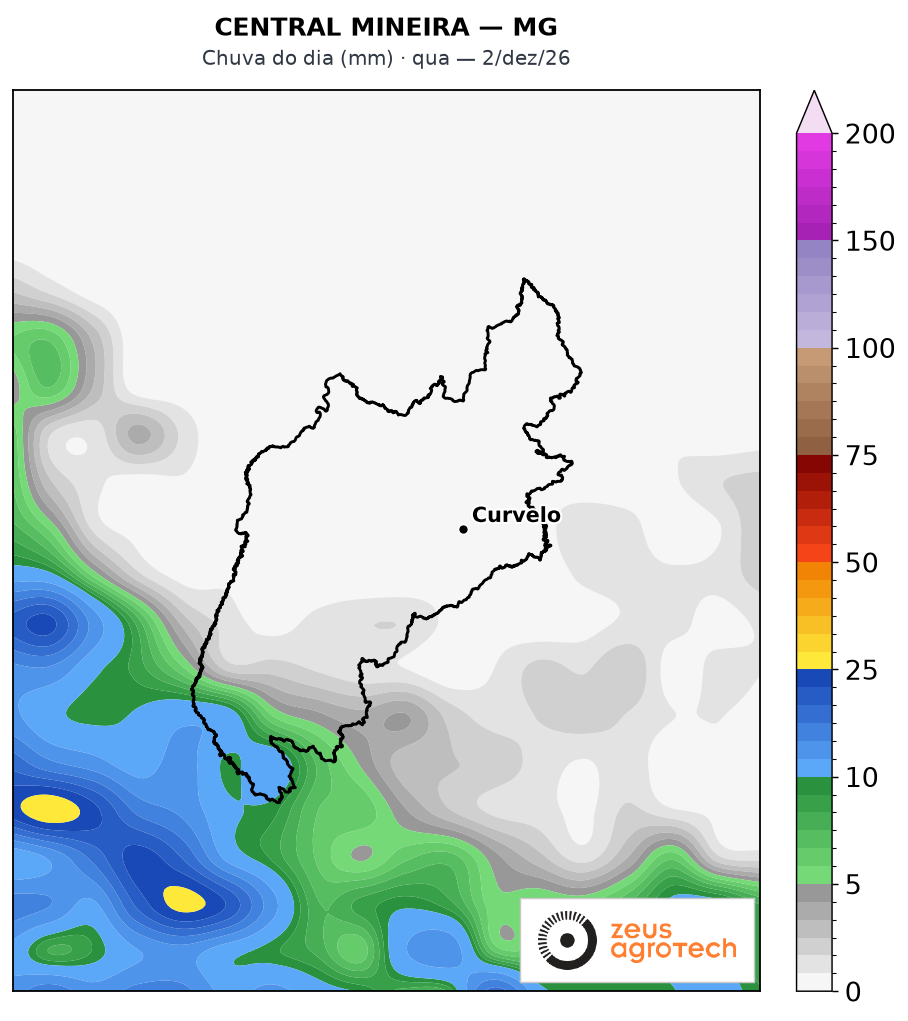 CENTRAL MINEIRA — MG
Chuva do dia (mm) · qua — 2/dez/26
200
150
100
75
50
25
10
5
0
Curvelo
zeus
agrotech